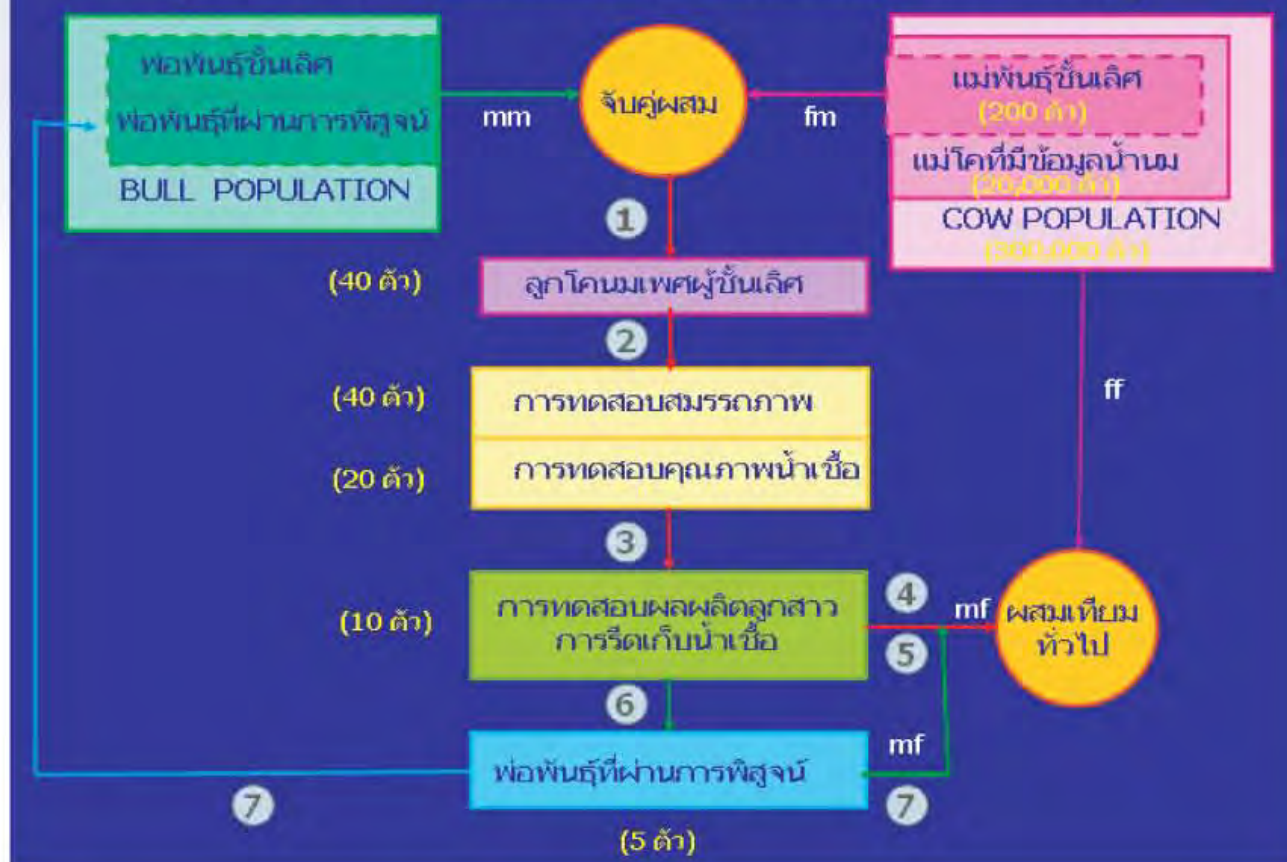 พ่อพันธุ์ชั้นเลิศ
พ่อพันธุ์ที่ผ่านการพิสูจน์
BULL POPULATION
mm
จับคู่ผสม
fm
แม่พันธุ์ชั้นเลิศ
(200 ตัว)
แม่โคที่มีข้อมูลน้ำนม
(20,000 ตัว)
COW POPULATION
(300,000 ตัว)
1
(40 ตัว)
ลูกโคนมเพศผู้ชั้นเลิศ
2
(40 ตัว)
การทดสอบสมรรถภาพ
ff
(20 ตัว)
การทดสอบคุณภาพน้ำเชื้อ
3
(10 ตัว)
การทดสอบผลผลิตลูกสาว
การรีดเก็บน้ำเชื้อ
4
mf
5
ผสมเทียม
ทั่วไป
6
พ่อพันธุ์ที่ผ่านการพิสูจน์
mf
7
7
(5 ตัว)